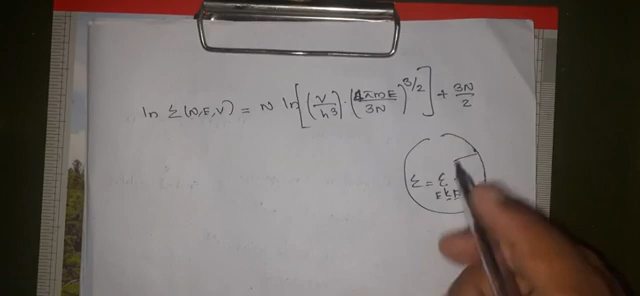 ln Σ(N,E,V) = N ln[(V/h³)·(4πmE/3N)^3/2] + 3N/2
Σ = Σ